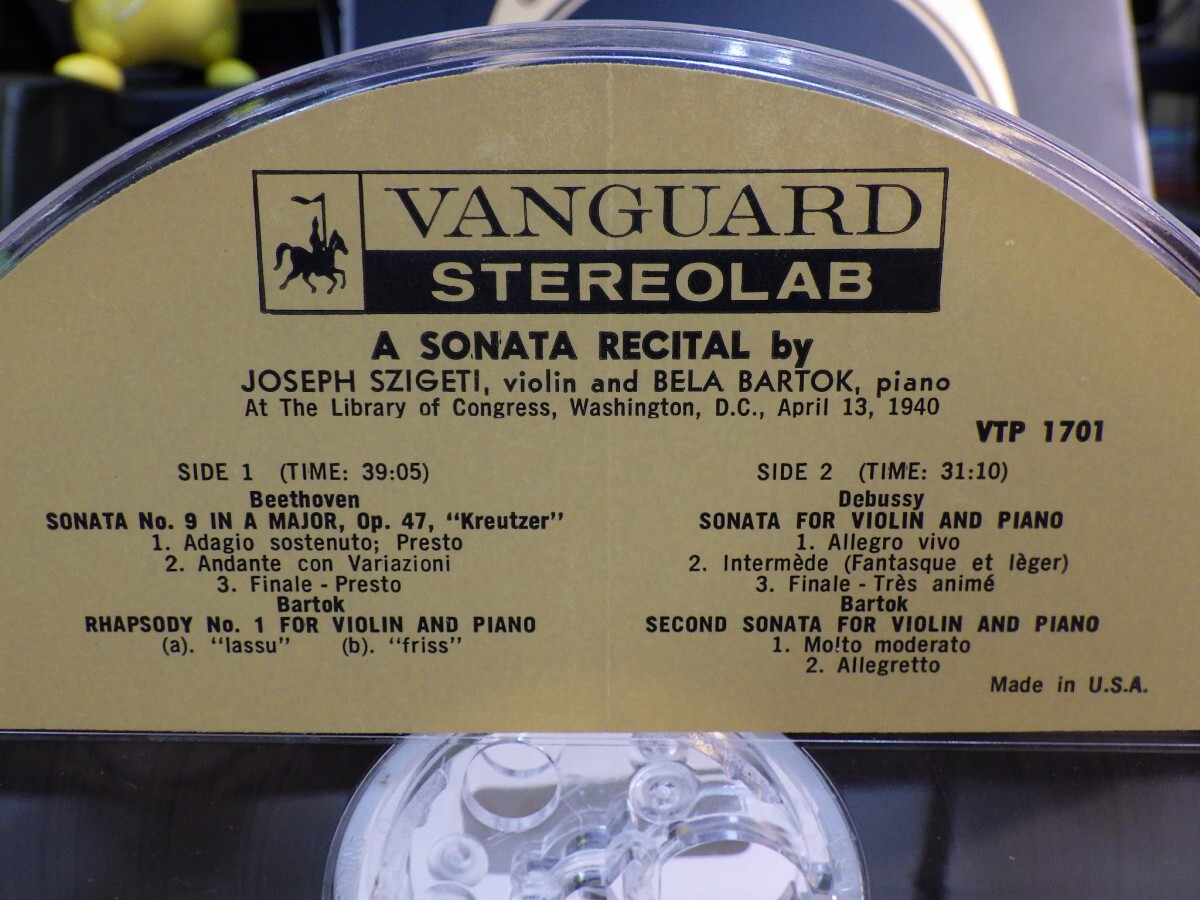 VANGUARD
STEREOLAB
A SONATA RECITAL by
JOSEPH SZIGETI, violin and BELA BARTOK, piano
At The Library of Congress, Washington, D.C., April 13, 1940
VTP 1701
SIDE 1 (TIME: 39:05)
Beethoven
SONATA No. 9 IN A MAJOR, Op. 47, "Kreutzer"
1. Adagio sostenuto; Presto
2. Andante con Variazioni
3. Finale - Presto
Bartok
RHAPSODY No. 1 FOR VIOLIN AND PIANO
(a). "lassu" (b). "friss"
SIDE 2 (TIME: 31:10)
Debussy
SONATA FOR VIOLIN AND PIANO
1. Allegro vivo
2. Intermède (Fantasque et lèger)
3. Finale - Très animé
Bartok
SECOND SONATA FOR VIOLIN AND PIANO
1. Molto moderato
2. Allegretto
Made in U.S.A.